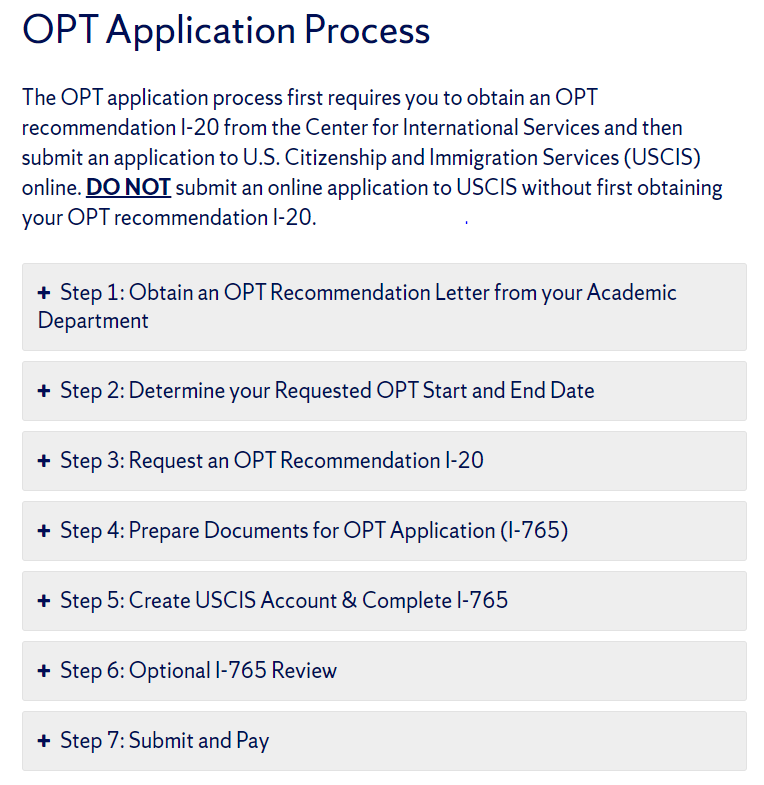 OPT Application Process
The OPT application process first requires you to obtain an OPT
recommendation I-20 from the Center for International Services and then
submit an application to U.S. Citizenship and Immigration Services (USCIS)
online. DO NOT submit an online application to USCIS without first obtaining
your OPT recommendation I-20.
+ Step 1: Obtain an OPT Recommendation Letter from your Academic
Department
+ Step 2: Determine your Requested OPT Start and End Date
+ Step 3: Request an OPT Recommendation I-20
+ Step 4: Prepare Documents for OPT Application (I-765)
+ Step 5: Create USCIS Account & Complete I-765
+ Step 6: Optional I-765 Review
+ Step 7: Submit and Pay